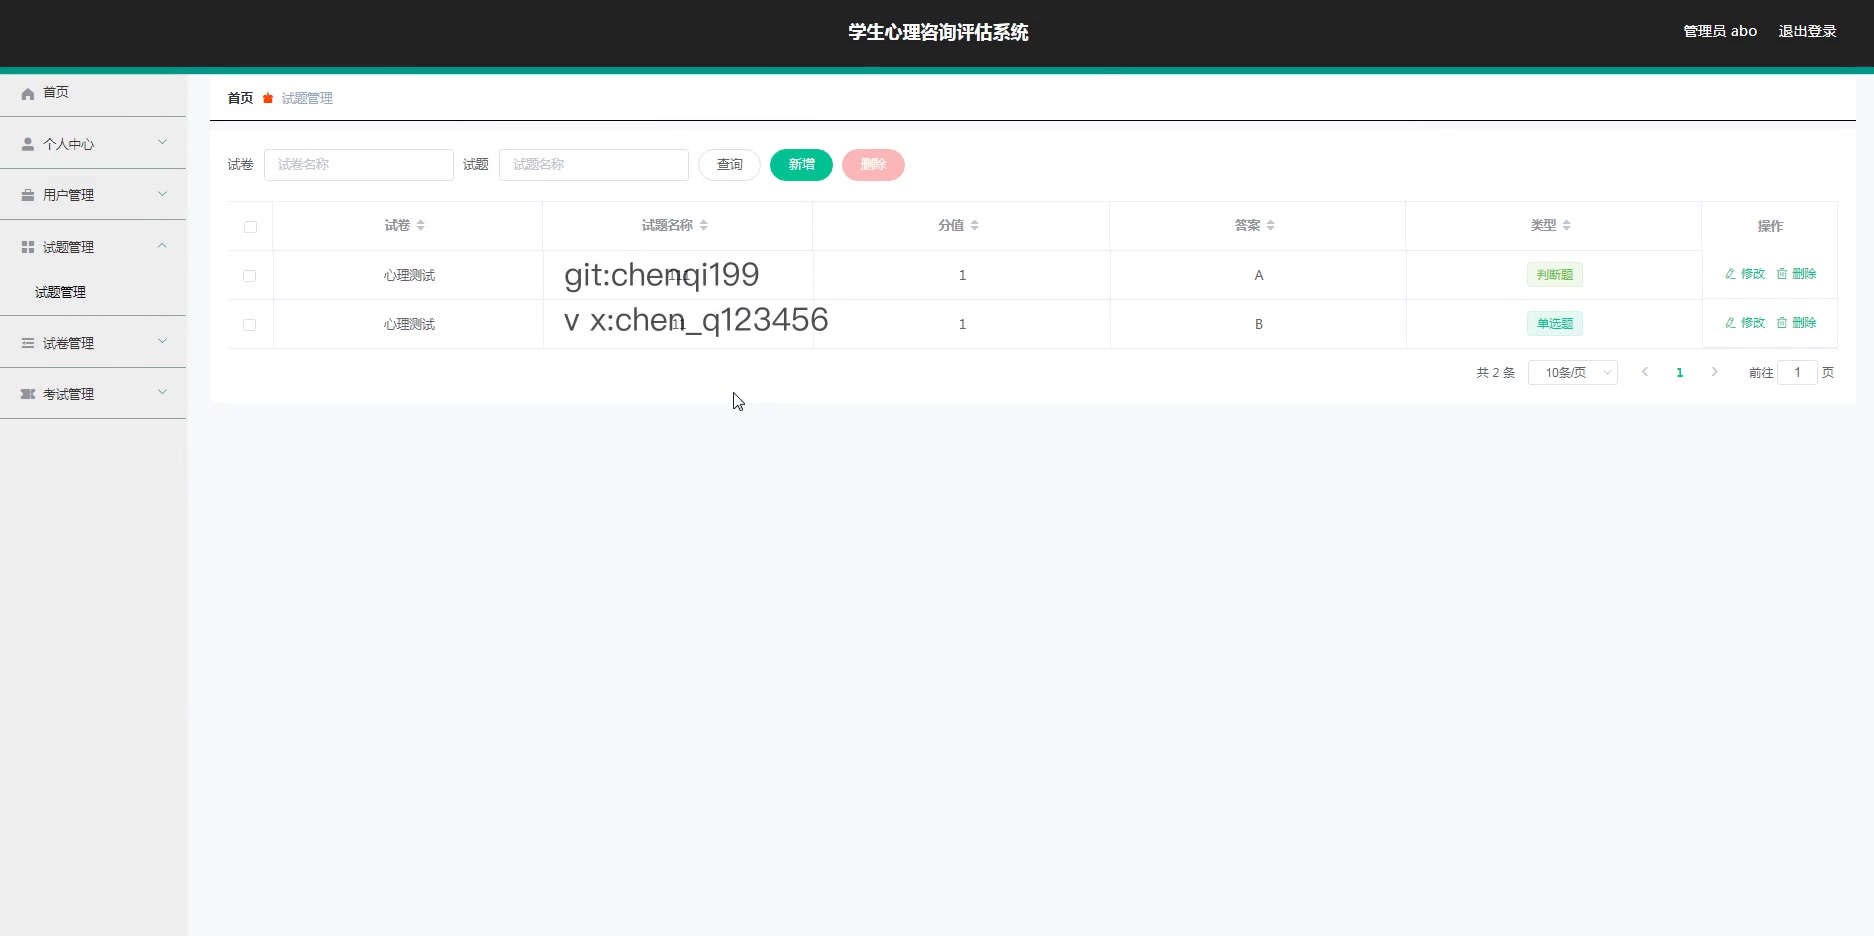 学生心理咨询评估系统
管理员 abo 退出登录
首页
个人中心
用户管理
试题管理
试题管理
试卷管理
考试管理
首页 试题管理
试卷 试卷名称 试题 试题名称 查询 新增 删除
试卷 试题名称 分值 答案 类型 操作
心理测试 git:chenqi199 1 A 判断题 修改 删除
心理测试 v x:chen_q123456 1 B 单选题 修改 删除
共 2 条 10条/页 1 前往 1 页